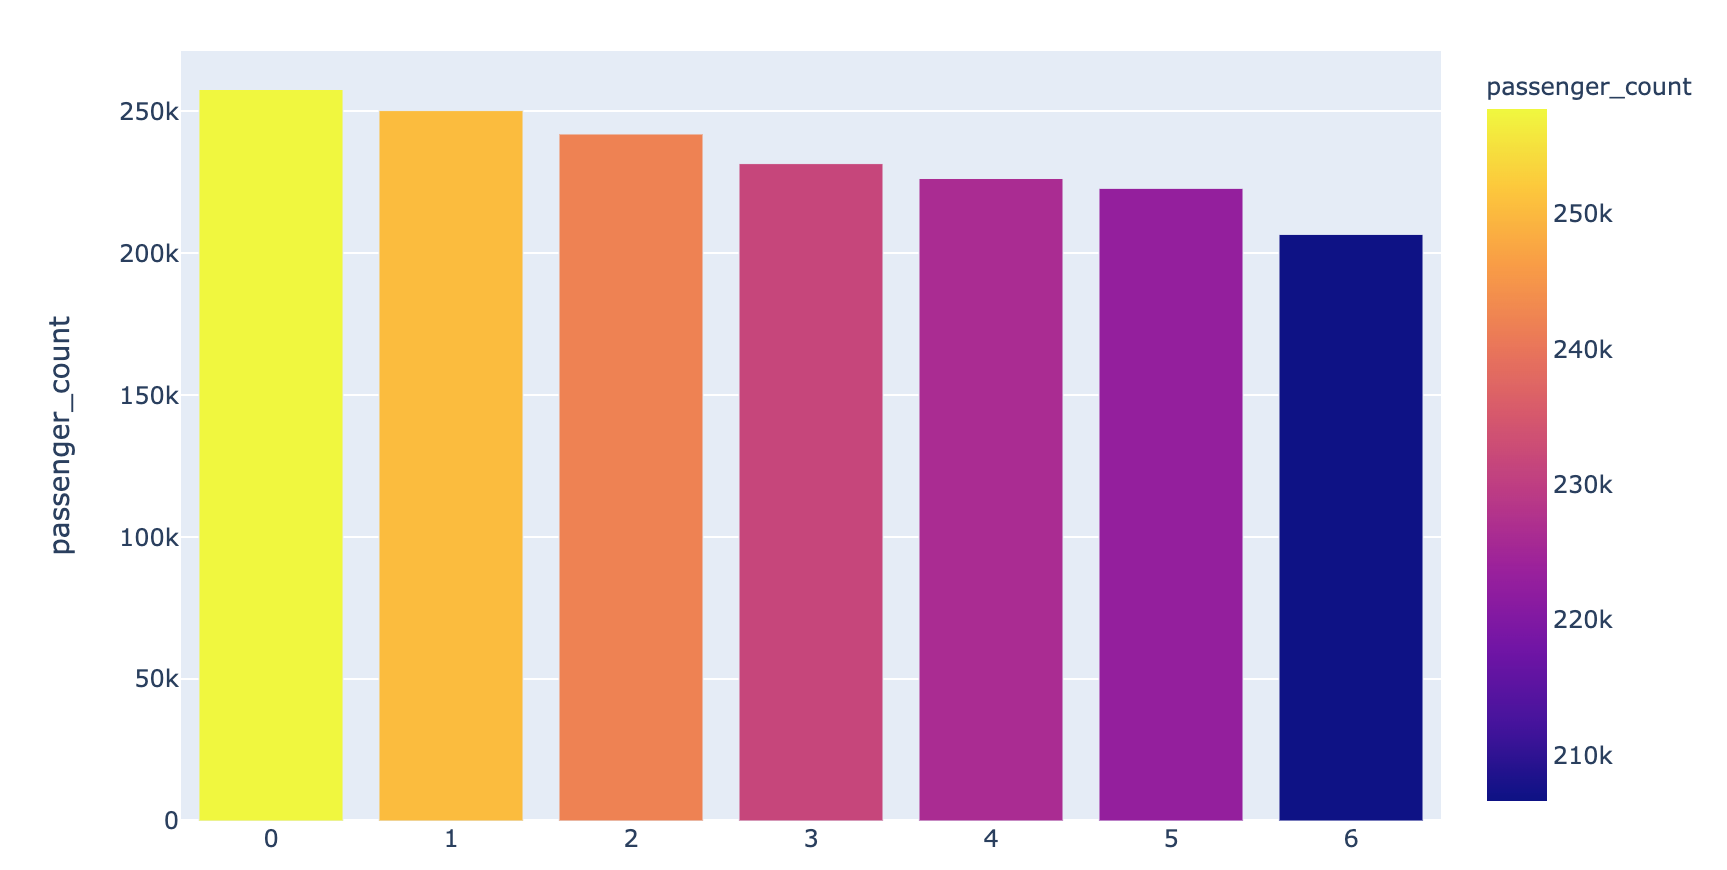 passenger_count
250k
200k
150k
100k
50k
0
0 1 2 3 4 5 6
passenger_count
250k
240k
230k
220k
210k